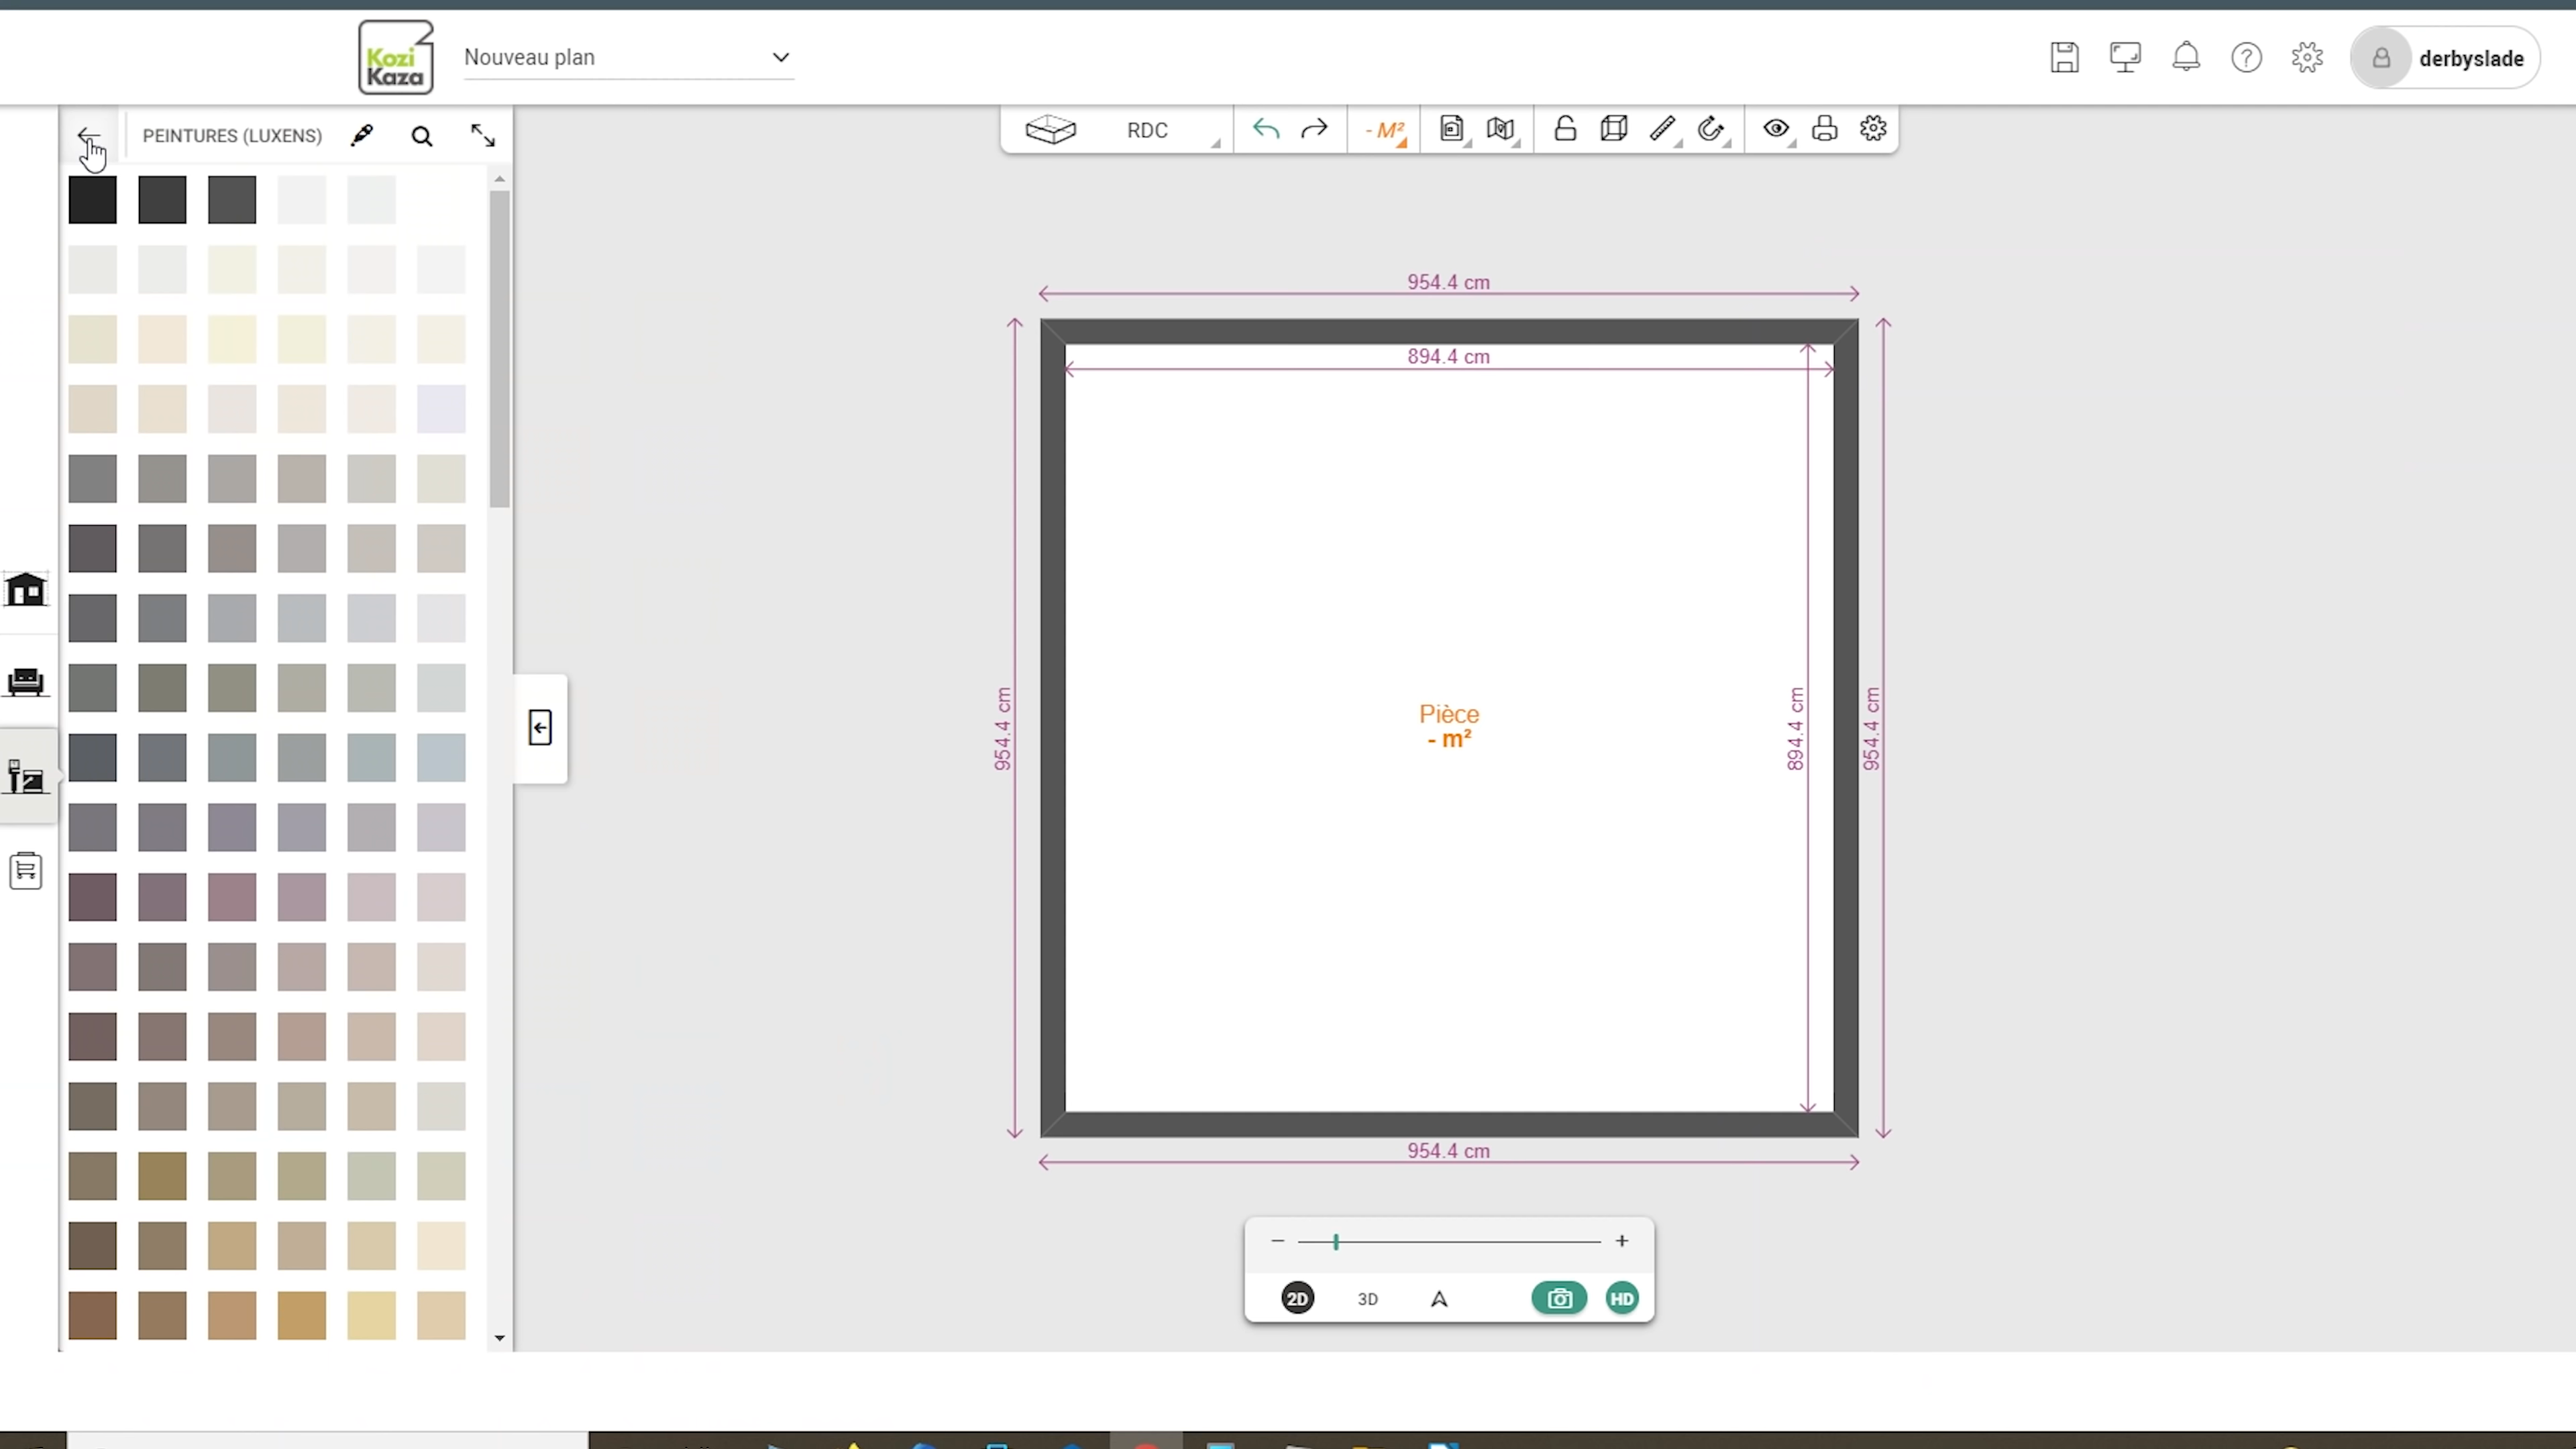 Kozi
Kaza
Nouveau plan
derbyslade
PEINTURES (LUXENS)
RDC
- M²
954.4 cm
894.4 cm
954.4 cm
Pièce
- m²
894.4 cm
954.4 cm
954.4 cm
2D
3D
HD